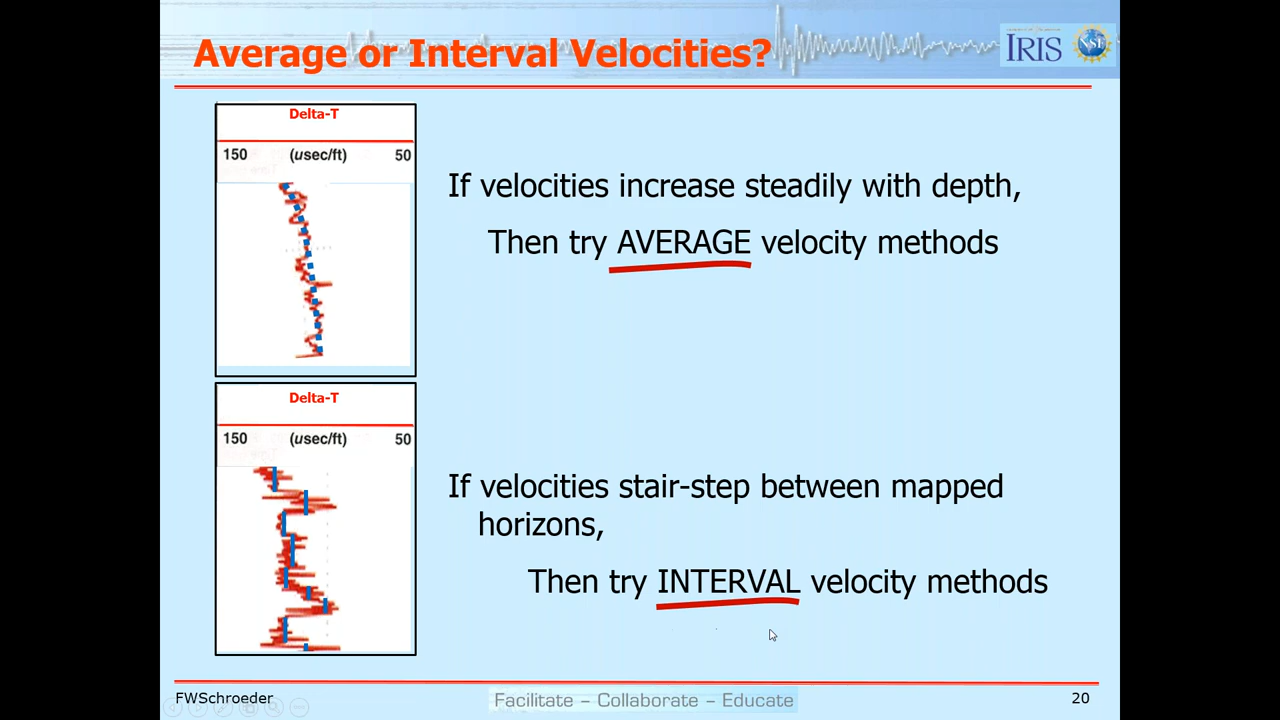 Average or Interval Velocities?
IRIS
NSF
Delta-T
150 (usec/ft) 50
If velocities increase steadily with depth,
Then try AVERAGE velocity methods
Delta-T
150 (usec/ft) 50
If velocities stair-step between mapped
horizons,
Then try INTERVAL velocity methods
FWSchroeder
Facilitate – Collaborate – Educate
20